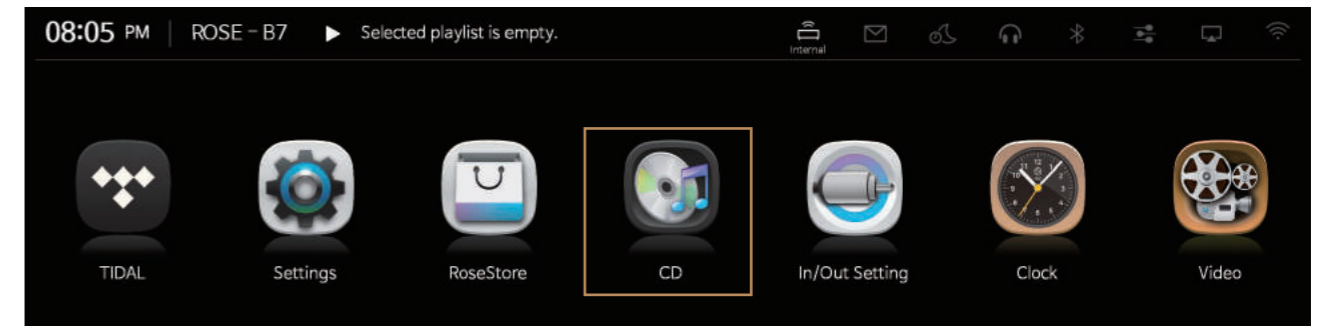 08:05 PM ROSE - B7 Selected playlist is empty.
Internal
TIDAL Settings RoseStore CD In/Out Setting Clock Video